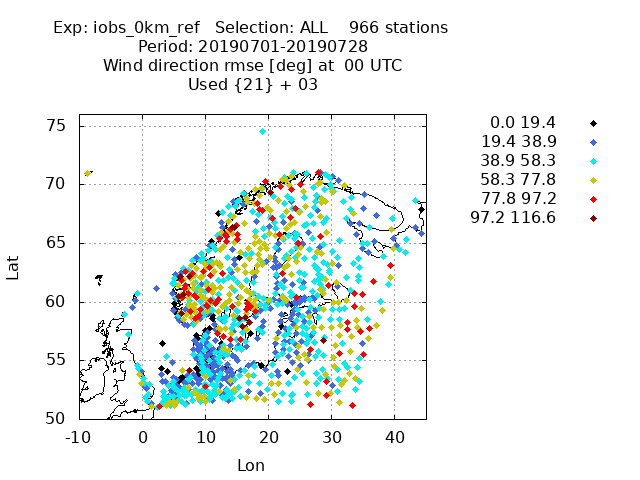 Exp: iobs_0km_ref   Selection: ALL    966 stations
Period: 20190701-20190728
Wind direction rmse [deg] at  00 UTC
Used {21} + 03
0.0 19.4
19.4 38.9
38.9 58.3
58.3 77.8
77.8 97.2
97.2 116.6
75
70
65
60
55
50
Lat
-10 0 10 20 30 40
Lon